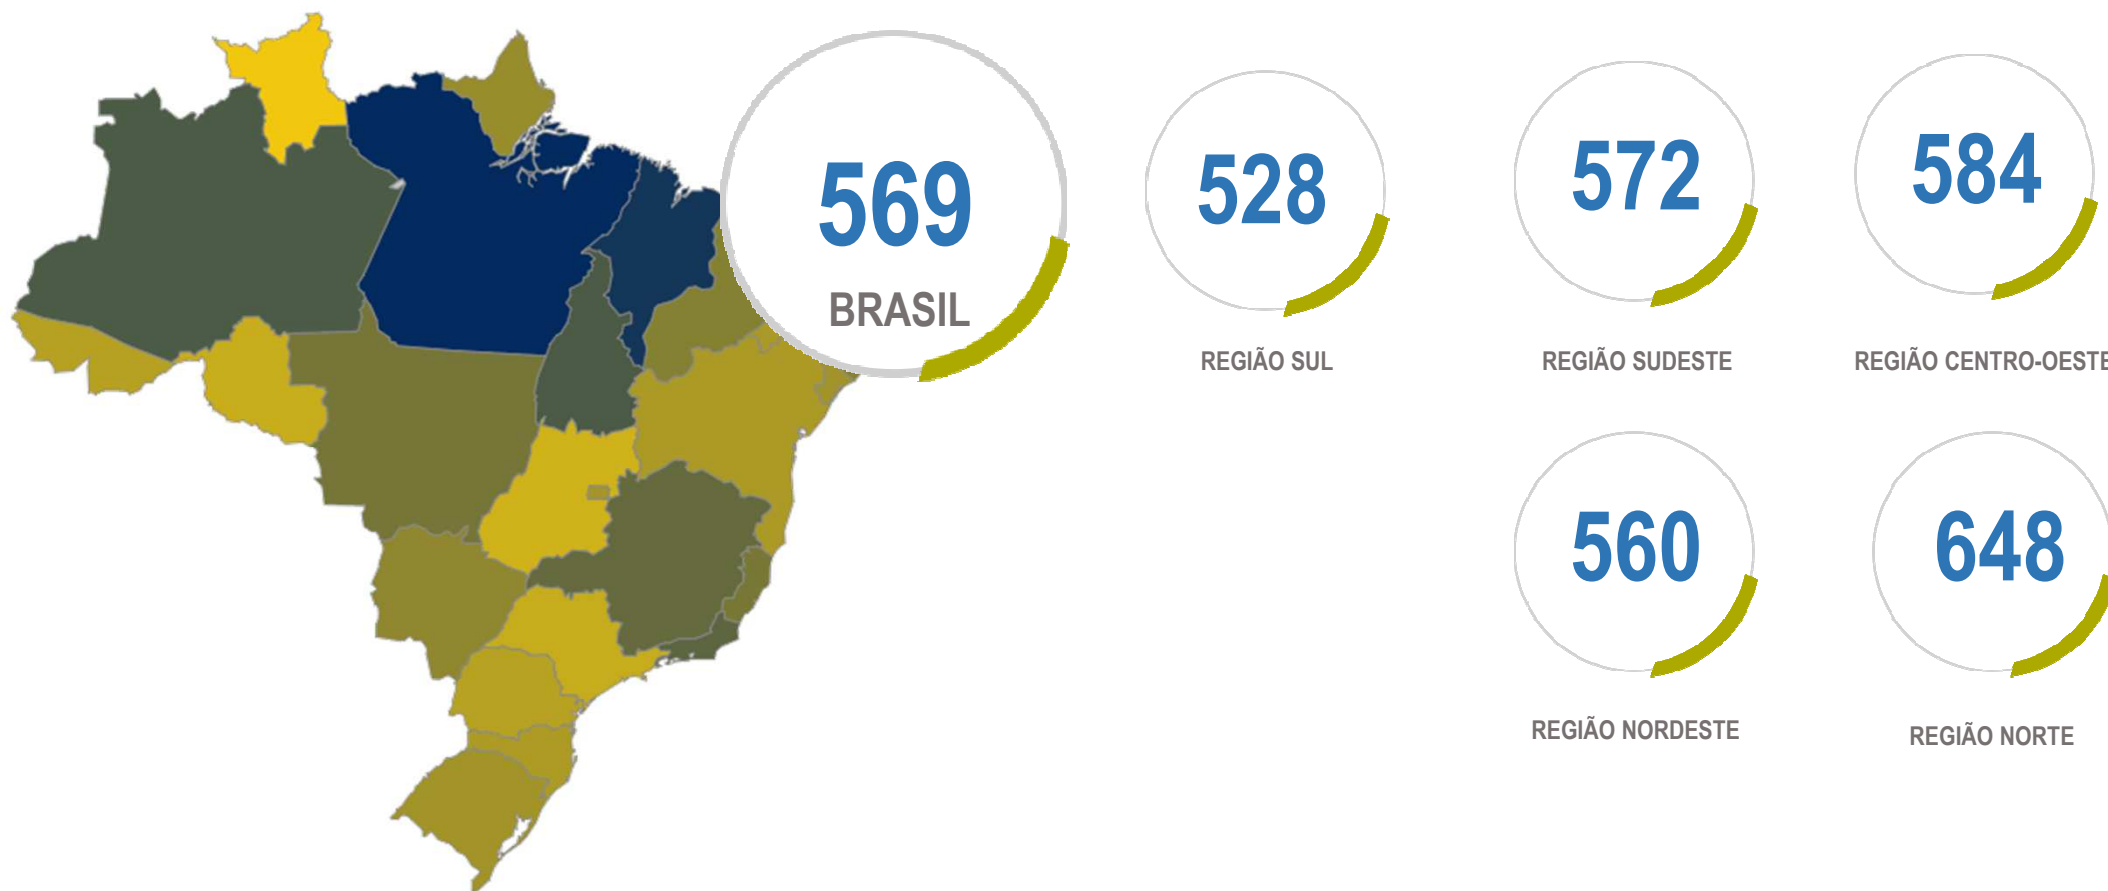 569
BRASIL
528
REGIÃO SUL
572
REGIÃO SUDESTE
584
REGIÃO CENTRO-OESTE
560
REGIÃO NORDESTE
648
REGIÃO NORTE